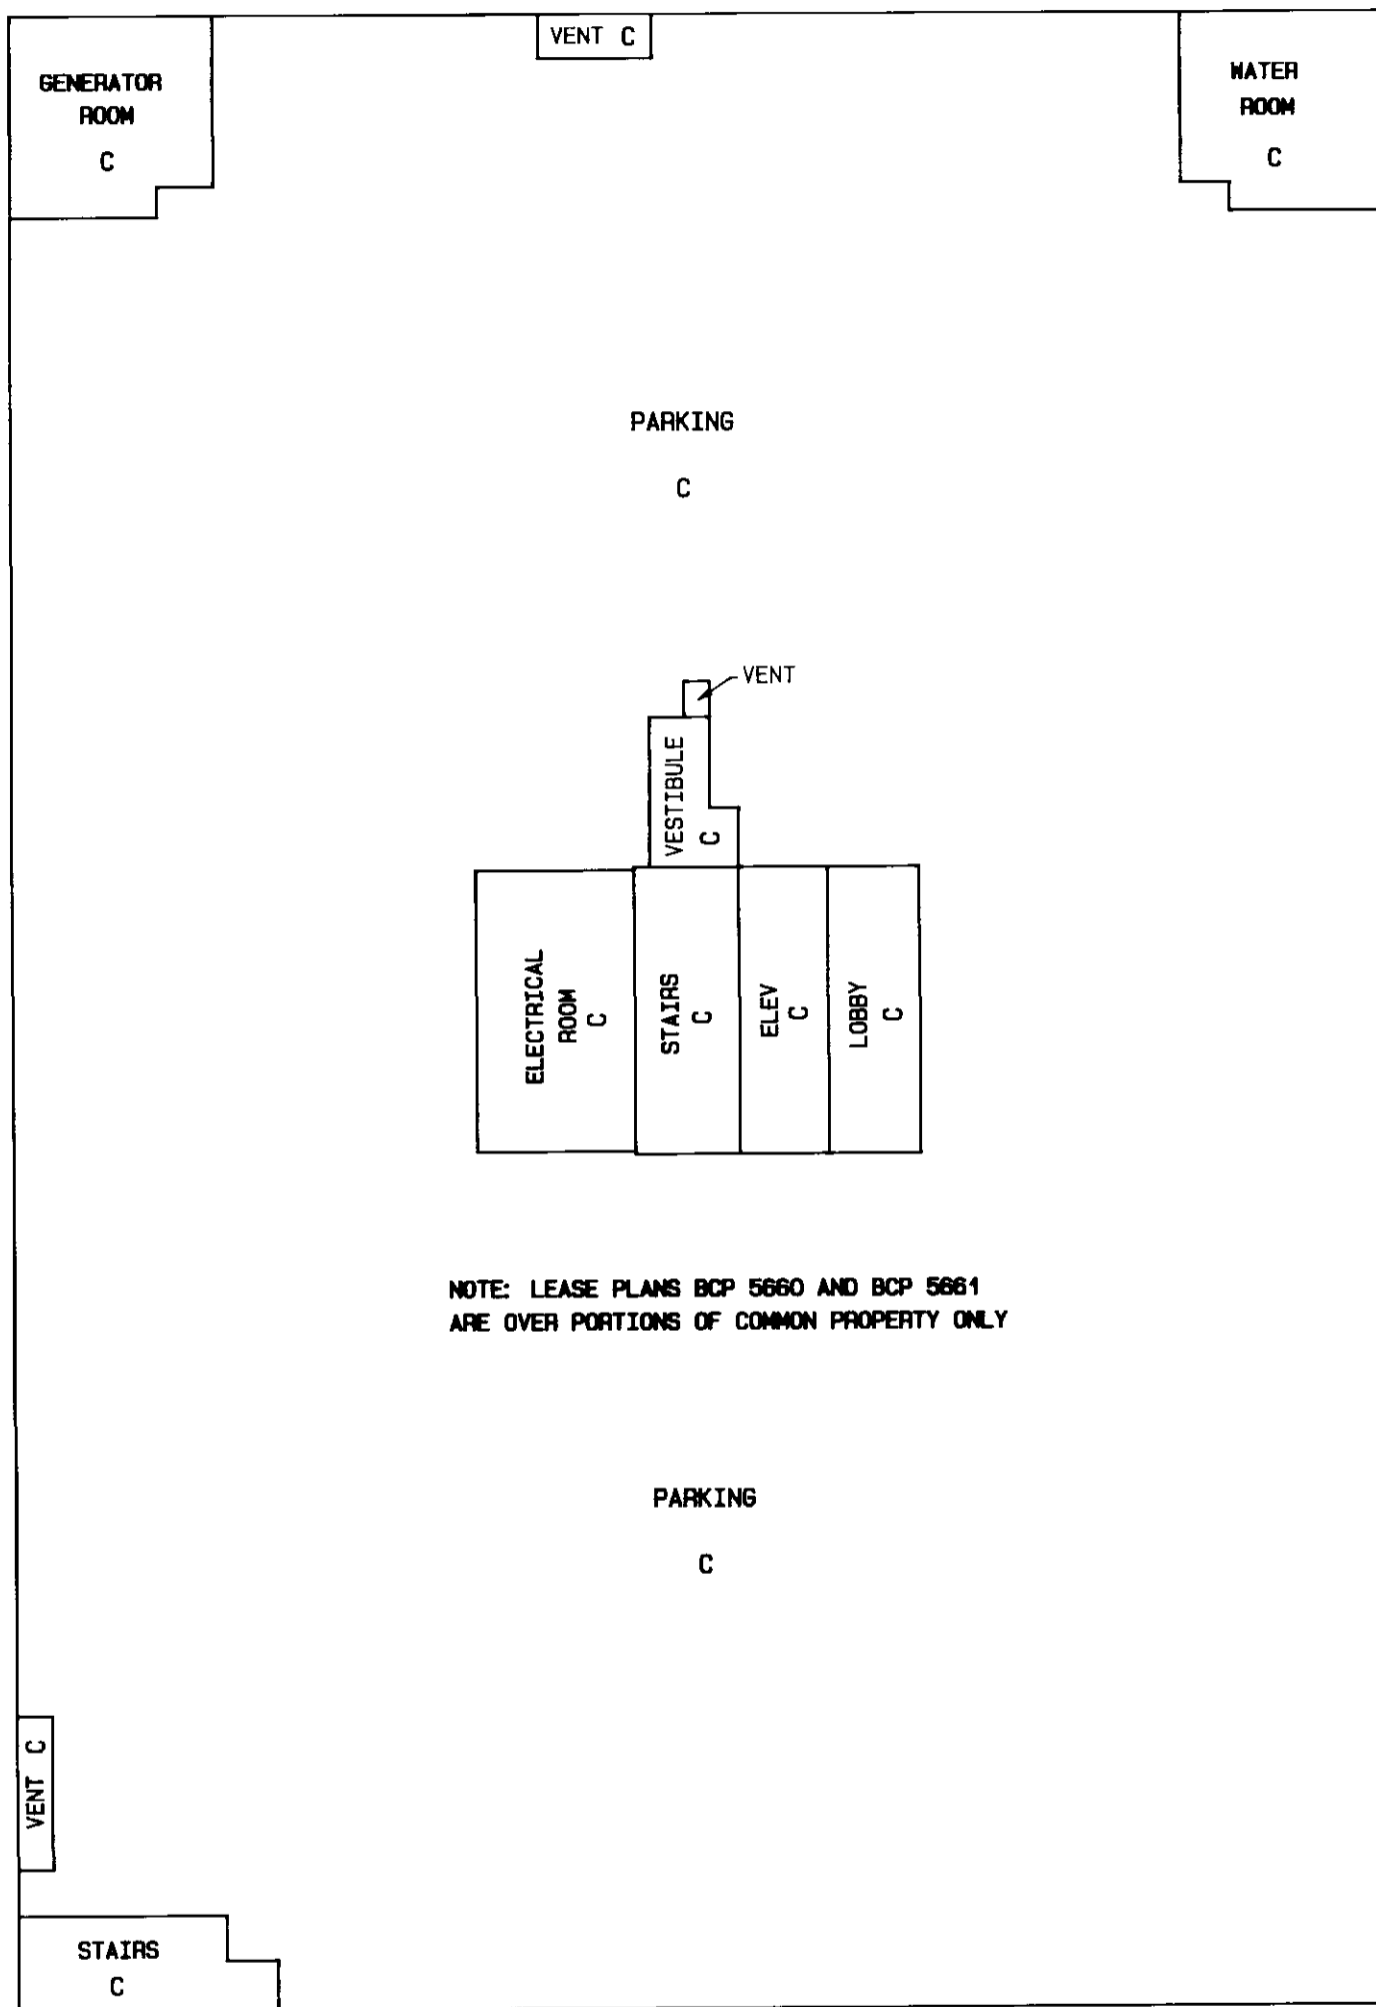 VENT C
GENERATOR
ROOM
C
WATER
ROOM
C
PARKING
C
VENT
VESTIBULE
C
ELECTRICAL
ROOM
C
STAIRS
C
ELEV
C
LOBBY
C
NOTE: LEASE PLANS BCP 5660 AND BCP 5661
ARE OVER PORTIONS OF COMMON PROPERTY ONLY
PARKING
C
VENT C
STAIRS
C